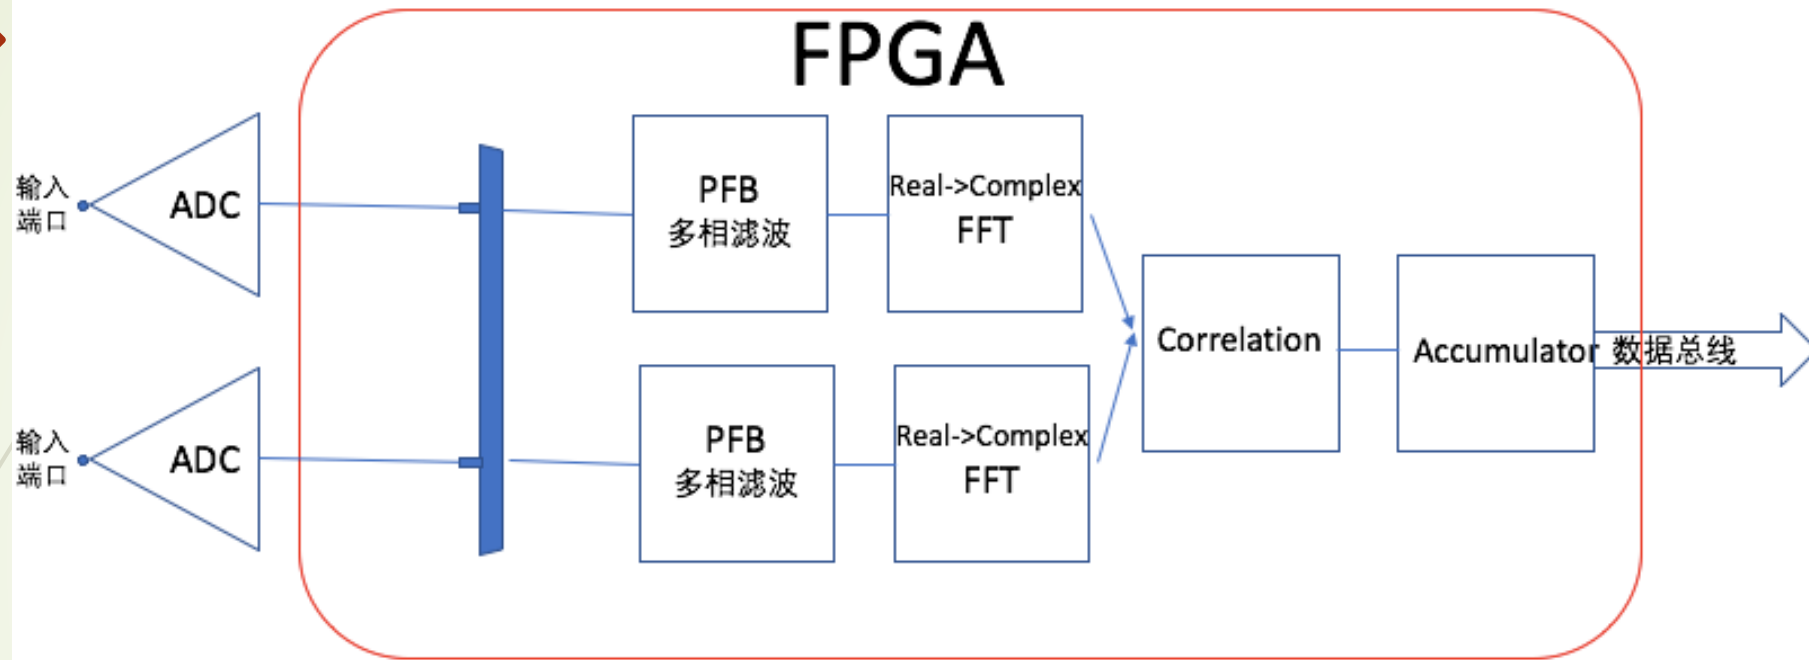 FPGA
输入
端口
ADC
PFB
多相滤波
Real->Complex
FFT
输入
端口
ADC
PFB
多相滤波
Real->Complex
FFT
Correlation
Accumulator
数据总线